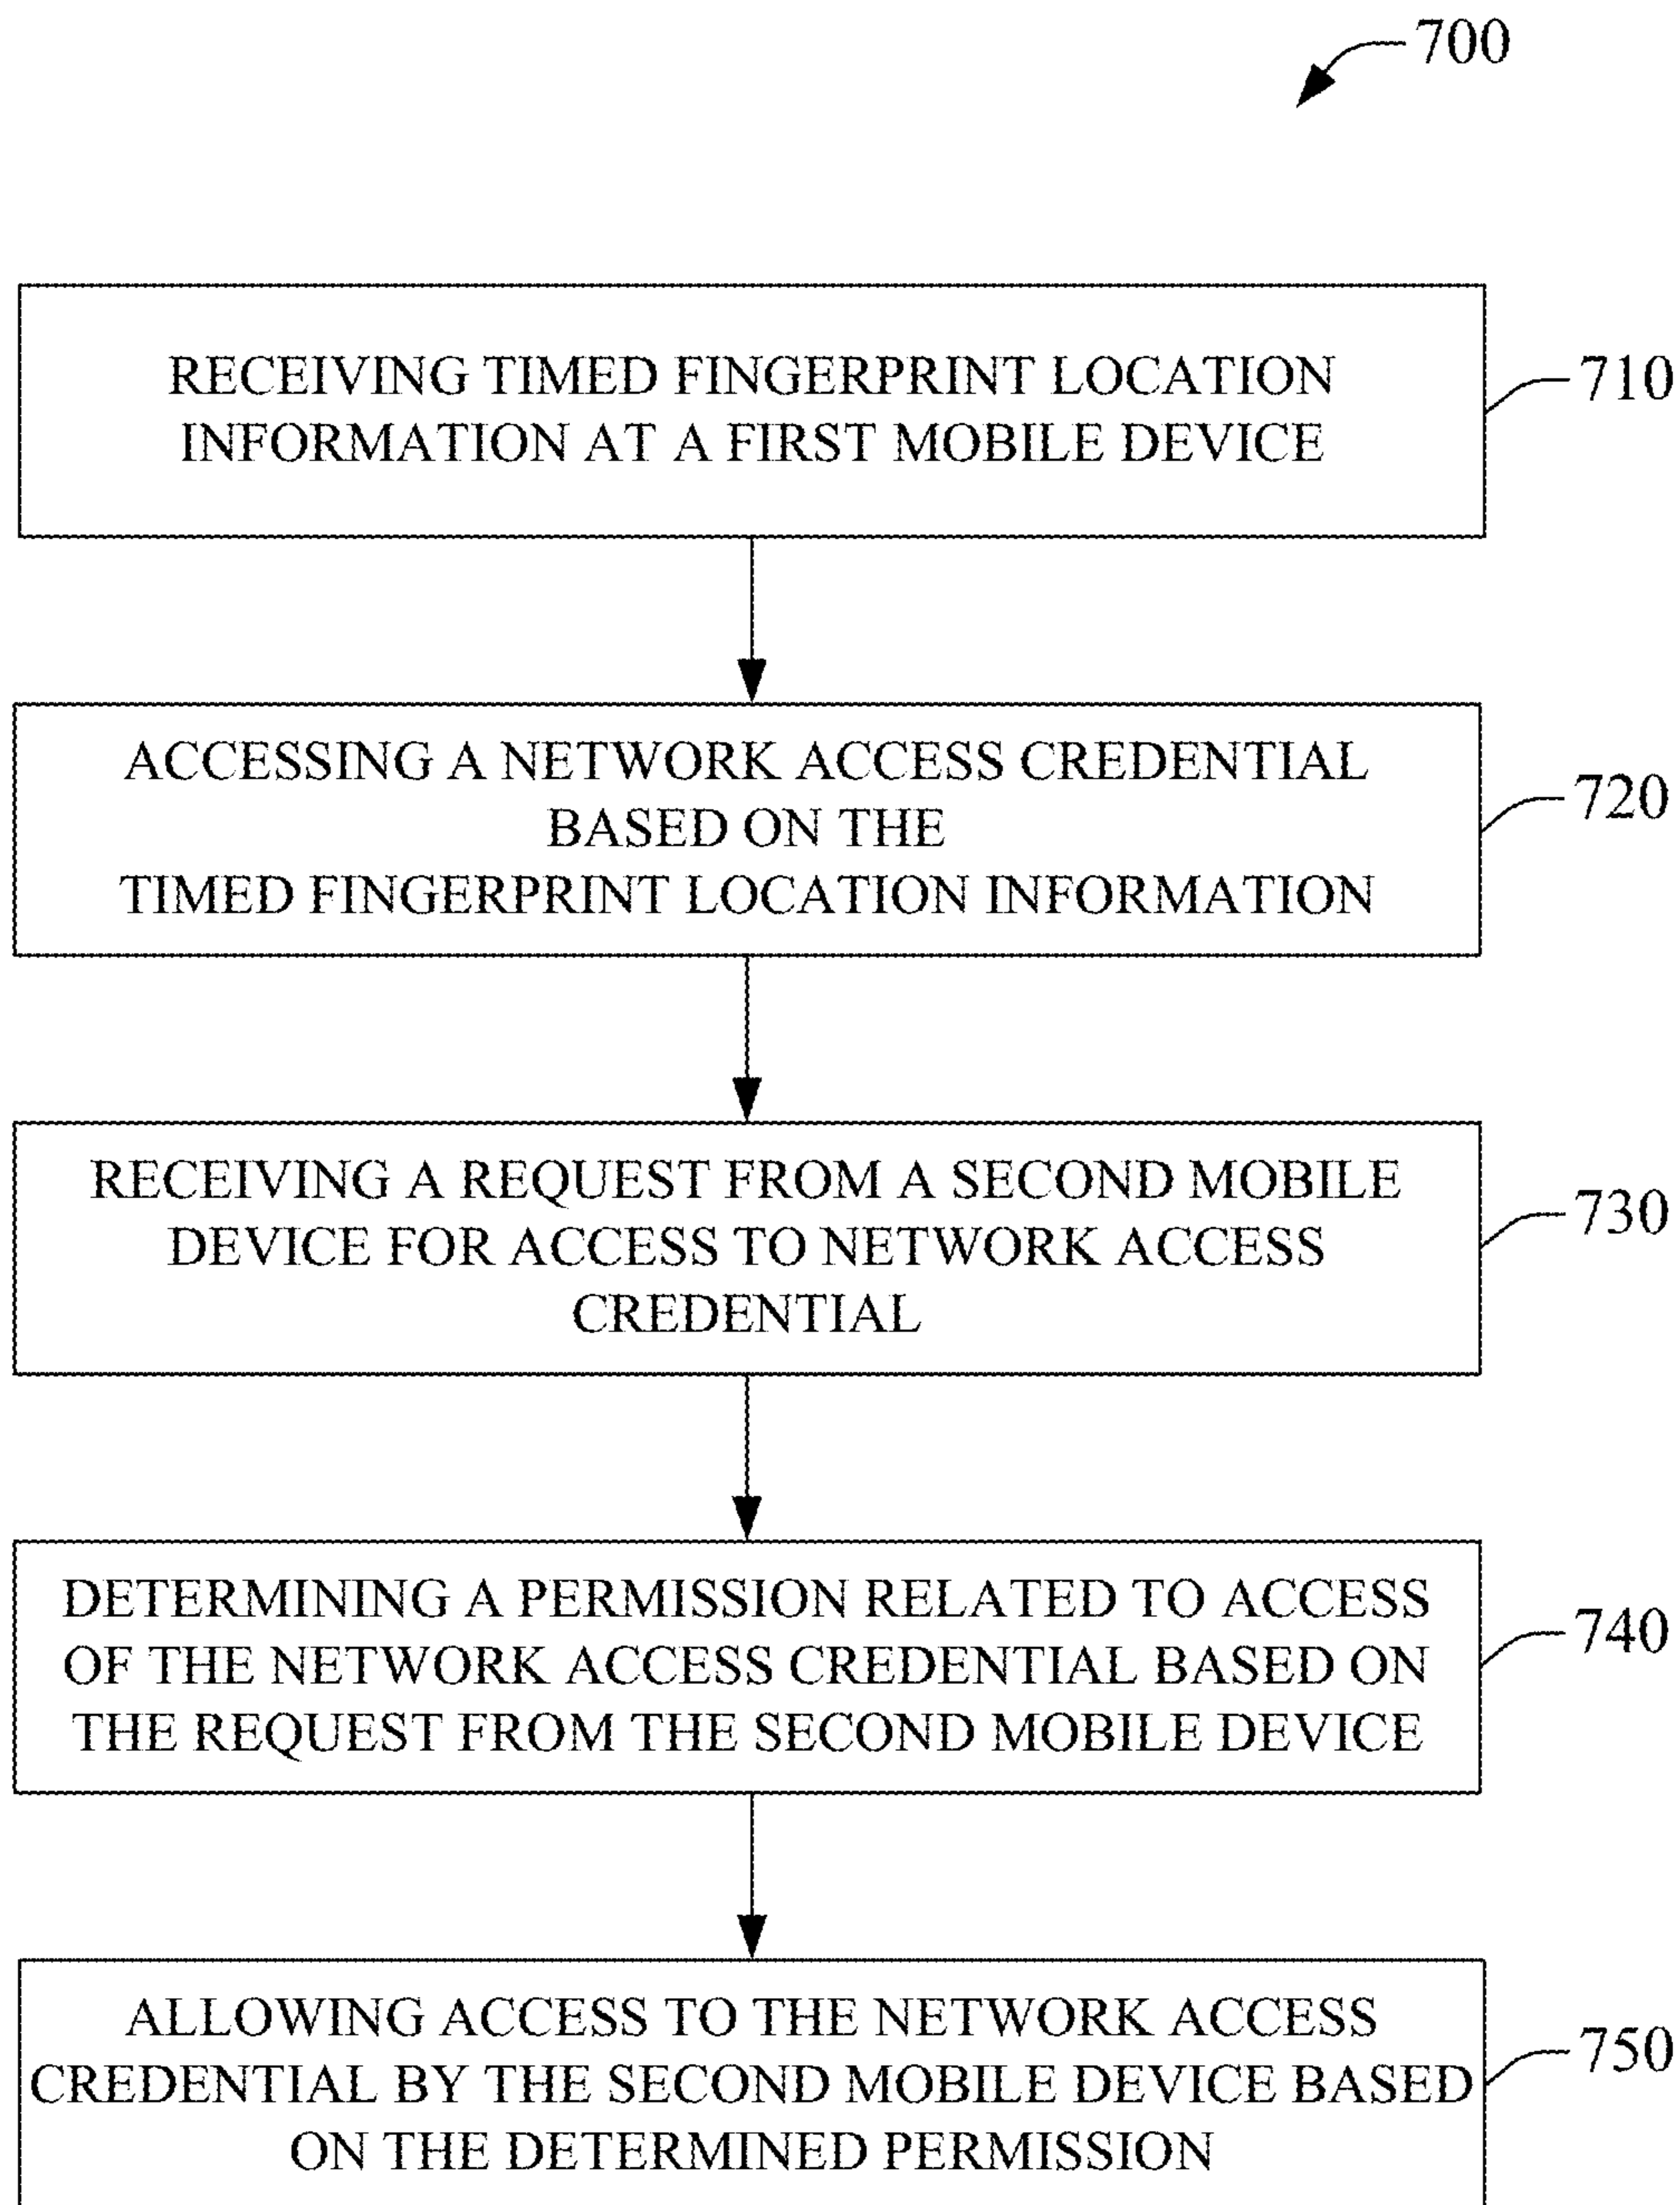 700
RECEIVING TIMED FINGERPRINT LOCATION
INFORMATION AT A FIRST MOBILE DEVICE
710
ACCESSING A NETWORK ACCESS CREDENTIAL
BASED ON THE
TIMED FINGERPRINT LOCATION INFORMATION
720
RECEIVING A REQUEST FROM A SECOND MOBILE
DEVICE FOR ACCESS TO NETWORK ACCESS
CREDENTIAL
730
DETERMINING A PERMISSION RELATED TO ACCESS
OF THE NETWORK ACCESS CREDENTIAL BASED ON
THE REQUEST FROM THE SECOND MOBILE DEVICE
740
ALLOWING ACCESS TO THE NETWORK ACCESS
CREDENTIAL BY THE SECOND MOBILE DEVICE BASED
ON THE DETERMINED PERMISSION
750